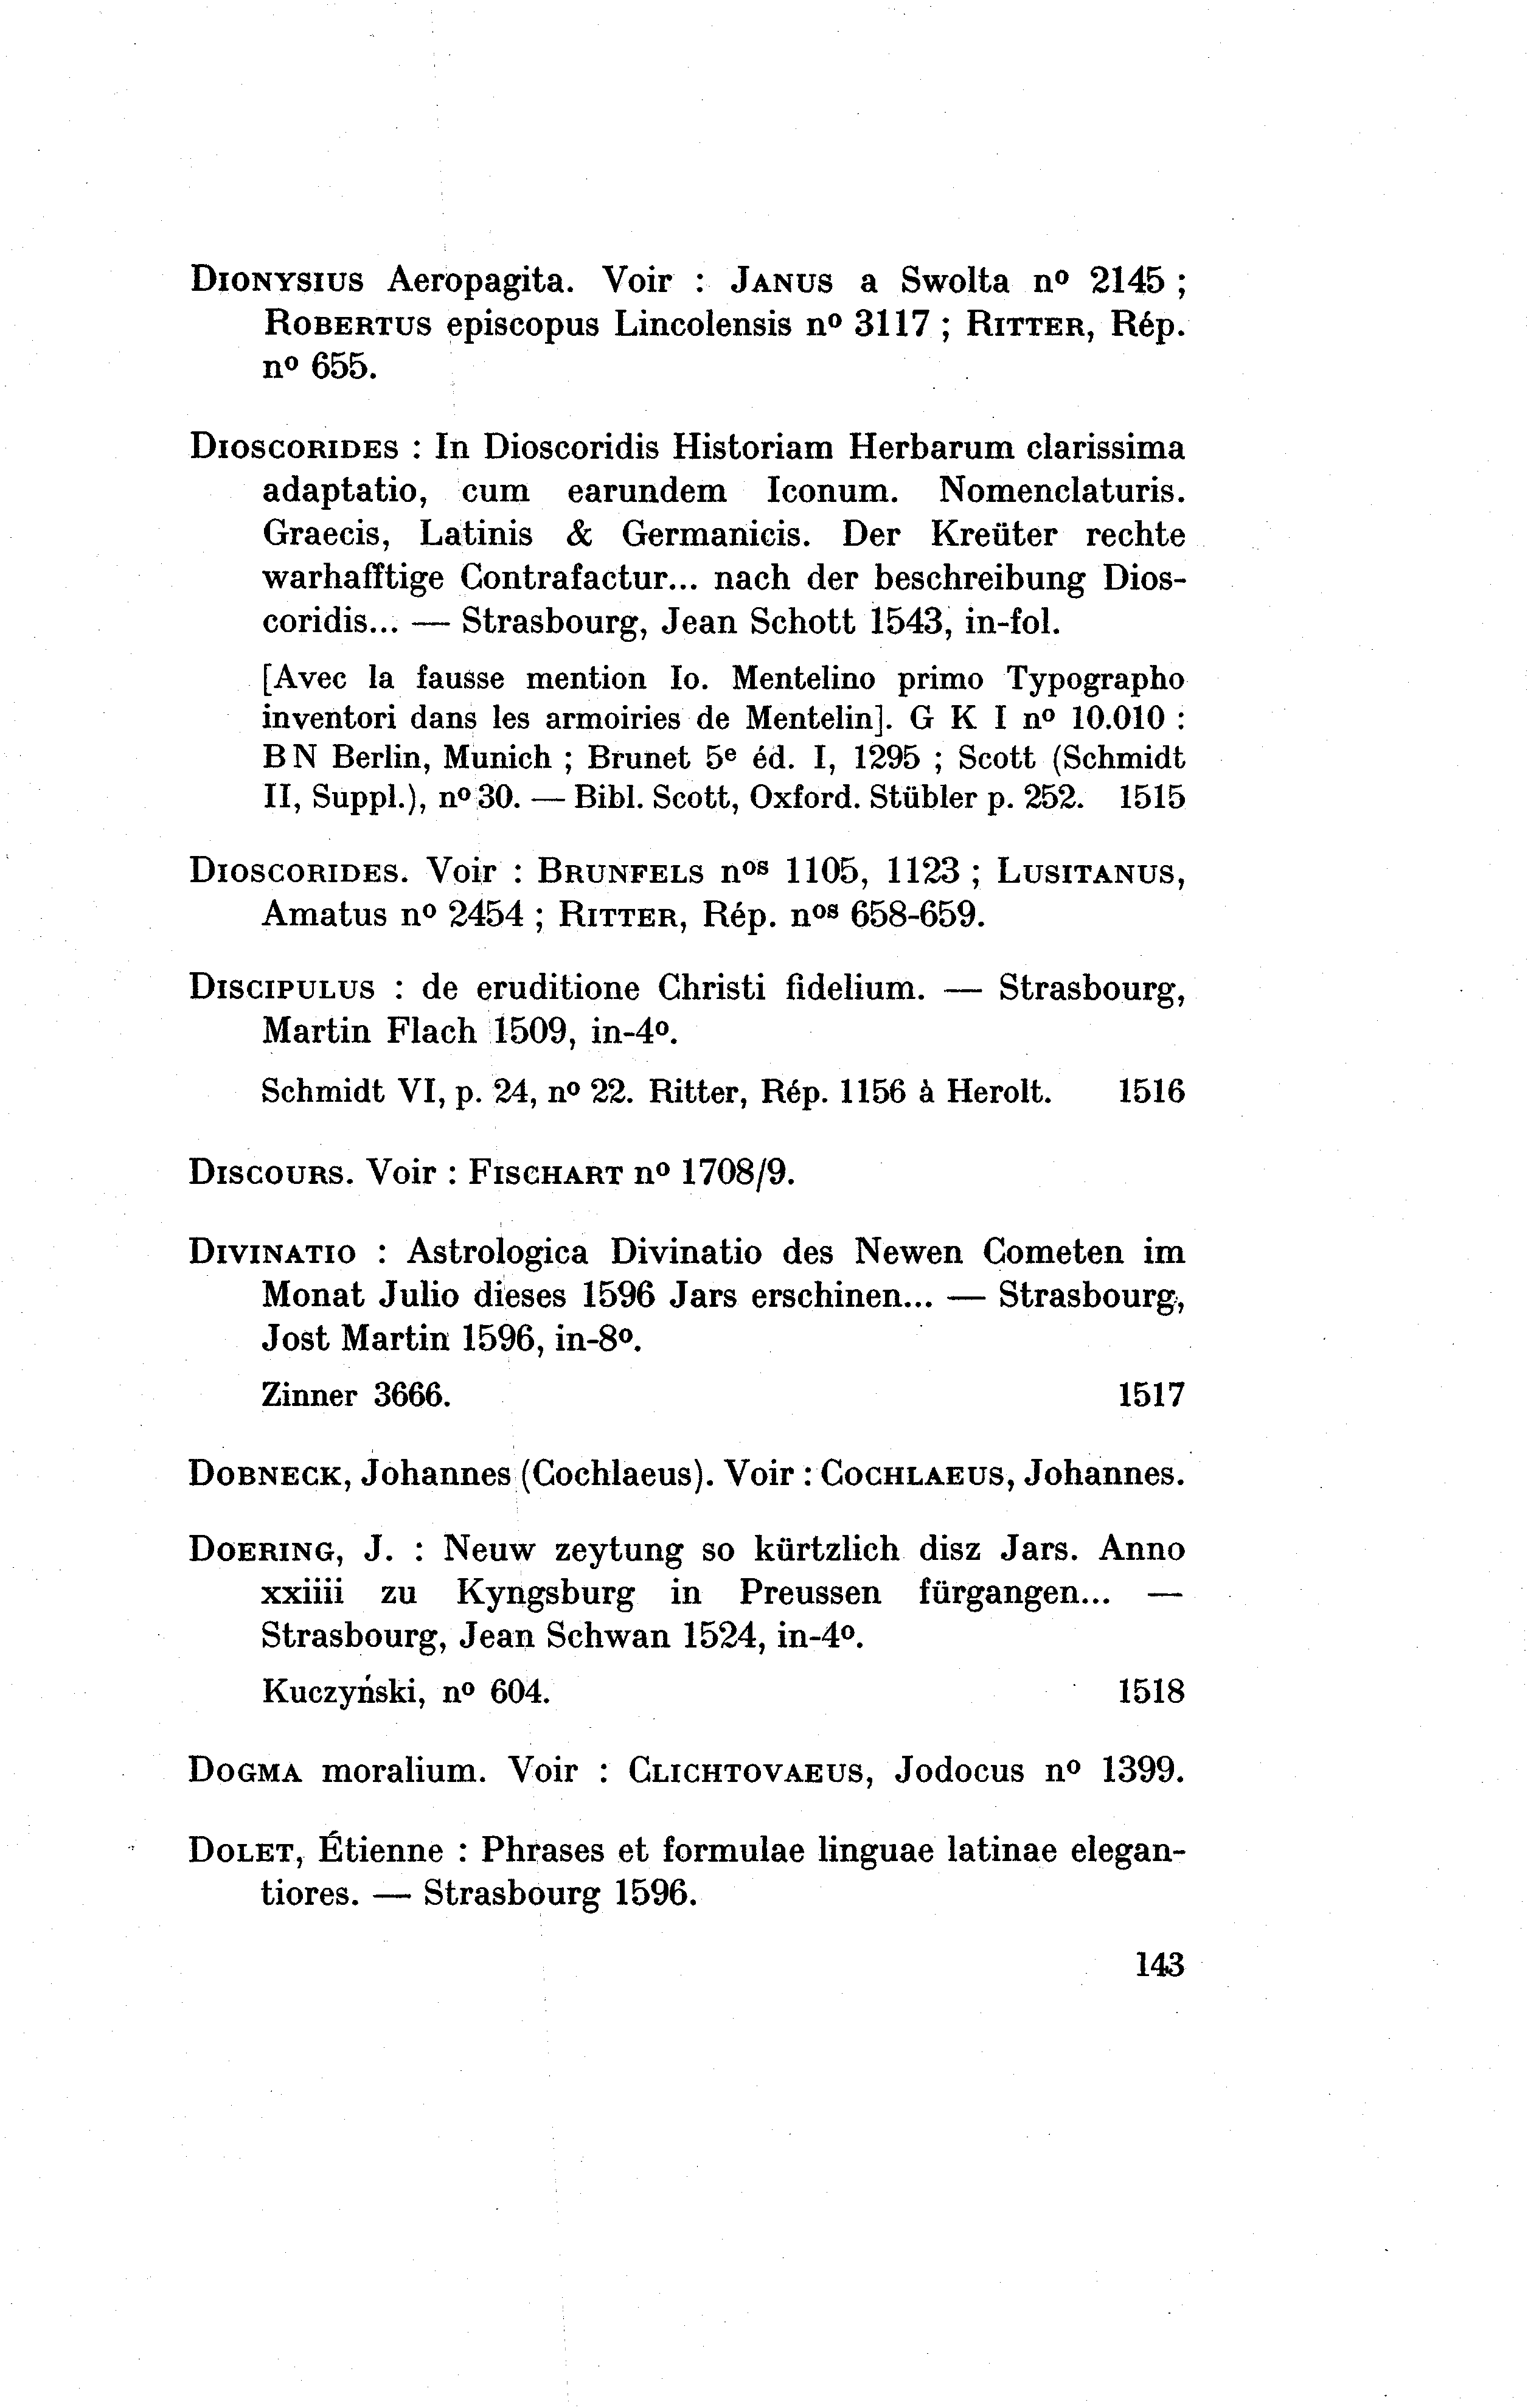 DIONYSIUS Aeropagita. Voir : JANUS a Swolta nº 2145 ;
ROBERTUS episcopus Lincolensis nº 3117 ; RITTER, Rép.
nº 655.
DIOSCORIDES : In Dioscoridis Historiam Herbarum clarissima
adaptatio, cum earundem Iconum. Nomenclaturis.
Graecis, Latinis & Germanicis. Der Kreüter rechte
warhafftige Contrafactur... nach der beschreibung Dios-
coridis... — Strasbourg, Jean Schott 1543, in-fol.
[Avec la fausse mention Io. Mentelino primo Typographo
inventori dans les armoiries de Mentelin]. G K I nº 10.010 :
BN Berlin, Munich ; Brunet 5e éd. I, 1295 ; Scott (Schmidt
II, Suppl.), nº 30. — Bibl. Scott, Oxford. Stübler p. 252. 1515
DIOSCORIDES. Voir : BRUNFELS nos 1105, 1123 ; LUSITANUS,
Amatus nº 2454 ; RITTER, Rép. nos 658-659.
DISCIPULUS : de eruditione Christi fidelium. — Strasbourg,
Martin Flach 1509, in-4º.
Schmidt VI, p. 24, nº 22. Ritter, Rép. 1156 à Herolt. 1516
DISCOURS. Voir : FISCHART nº 1708/9.
DIVINATIO : Astrologica Divinatio des Newen Cometen im
Monat Julio dieses 1596 Jars erschinen... — Strasbourg,
Jost Martin 1596, in-8º.
Zinner 3666. 1517
DOBNECK, Johannes (Cochlaeus). Voir : COCHLAEUS, Johannes.
DOERING, J. : Neuw zeytung so kürtzlich disz Jars. Anno
xxiiii zu Kyngsburg in Preussen fürgangen... —
Strasbourg, Jean Schwan 1524, in-4º.
Kuczyński, nº 604. 1518
DOGMA moralium. Voir : CLICHTOVAEUS, Jodocus nº 1399.
DOLET, Étienne : Phrases et formulae linguae latinae elegan-
tiores. — Strasbourg 1596.
143